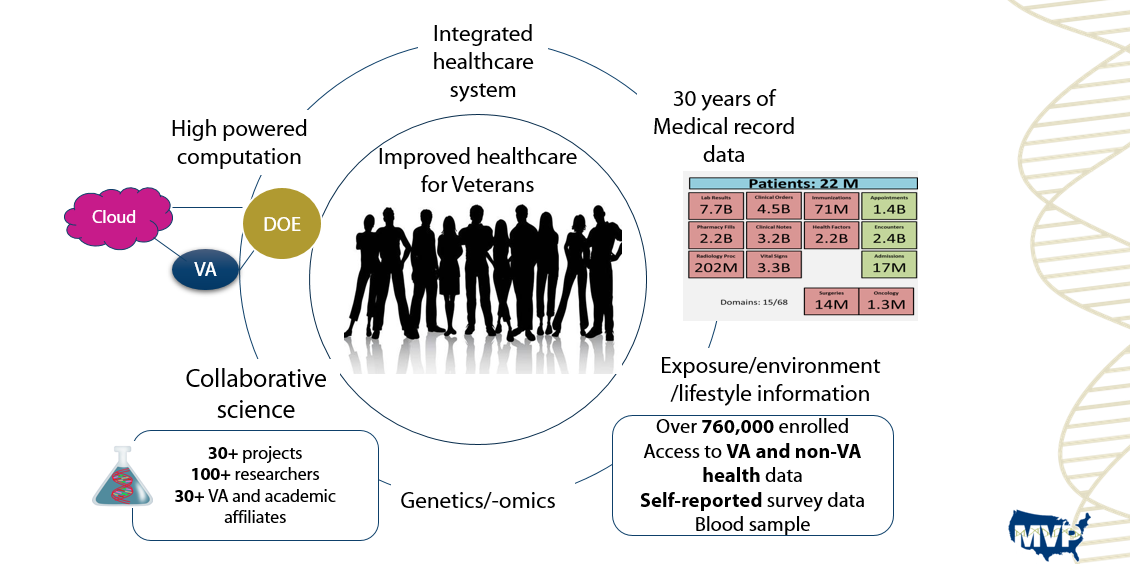 Integrated
healthcare
system
30 years of
Medical record
data
Patients: 22 M
Lab Results
7.7B
Clinical Orders
4.5B
Immunizations
71M
Appointments
1.4B
Pharmacy Fills
2.2B
Clinical Notes
3.2B
Health Factors
2.2B
Encounters
2.4B
Radiology Proc
202M
Vital Signs
3.3B
Admissions
17M
Domains: 15/68
Surgeries
14M
Oncology
1.3M
Exposure/environment
/lifestyle information
Over 760,000 enrolled
Access to VA and non-VA
health data
Self-reported survey data
Blood sample
Genetics/-omics
Collaborative
science
30+ projects
100+ researchers
30+ VA and academic
affiliates
High powered
computation
Cloud
DOE
VA
Improved healthcare
for Veterans
MVP